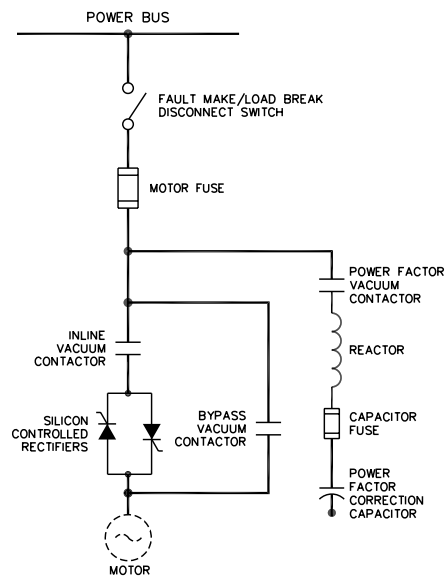 POWER BUS
FAULT MAKE/LOAD BREAK
DISCONNECT SWITCH
MOTOR FUSE
POWER FACTOR
VACUUM
CONTACTOR
INLINE
VACUUM
CONTACTOR
REACTOR
SILICON
CONTROLLED
RECTIFIERS
BYPASS
VACUUM
CONTACTOR
CAPACITOR
FUSE
POWER
FACTOR
CORRECTION
CAPACITOR
MOTOR